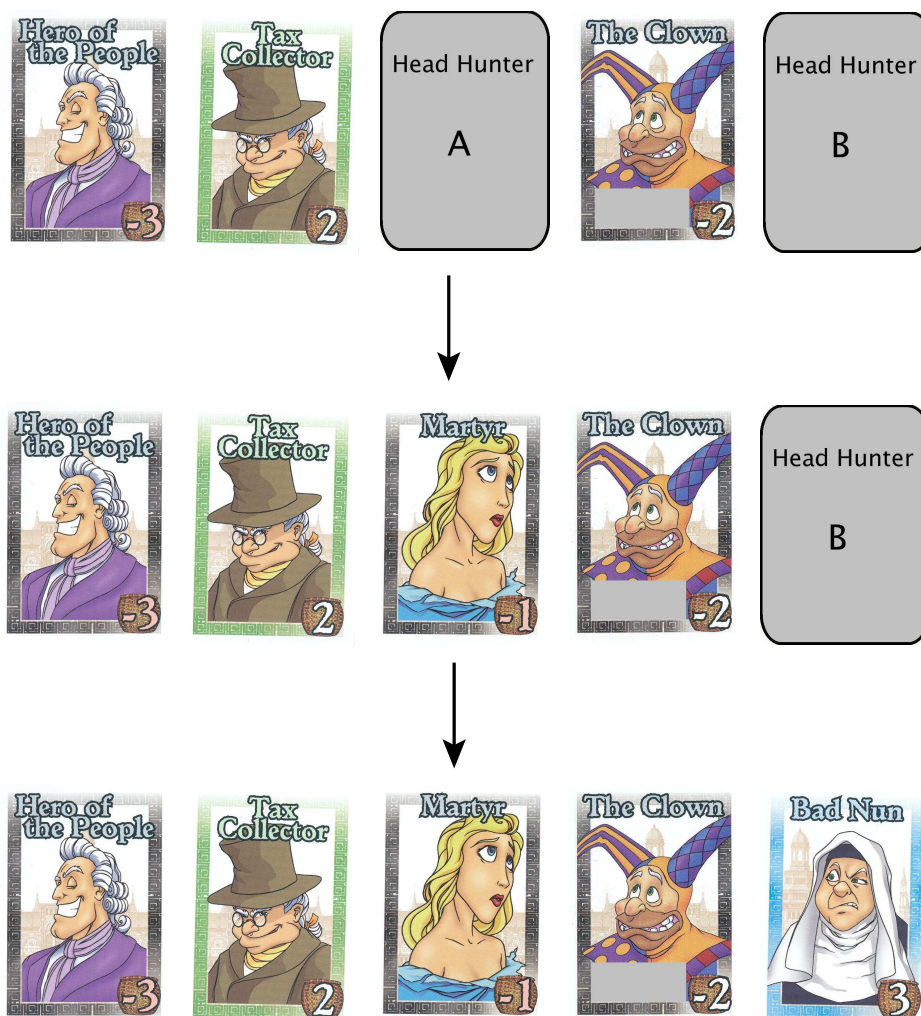 Hero of
the People
-3
Tax
Collector
2
Head Hunter
A
The Clown
-2
Head Hunter
B
Hero of
the People
-3
Tax
Collector
2
Martyr
-1
The Clown
-2
Head Hunter
B
Hero of
the People
-3
Tax
Collector
2
Martyr
-1
The Clown
-2
Bad Nun
3